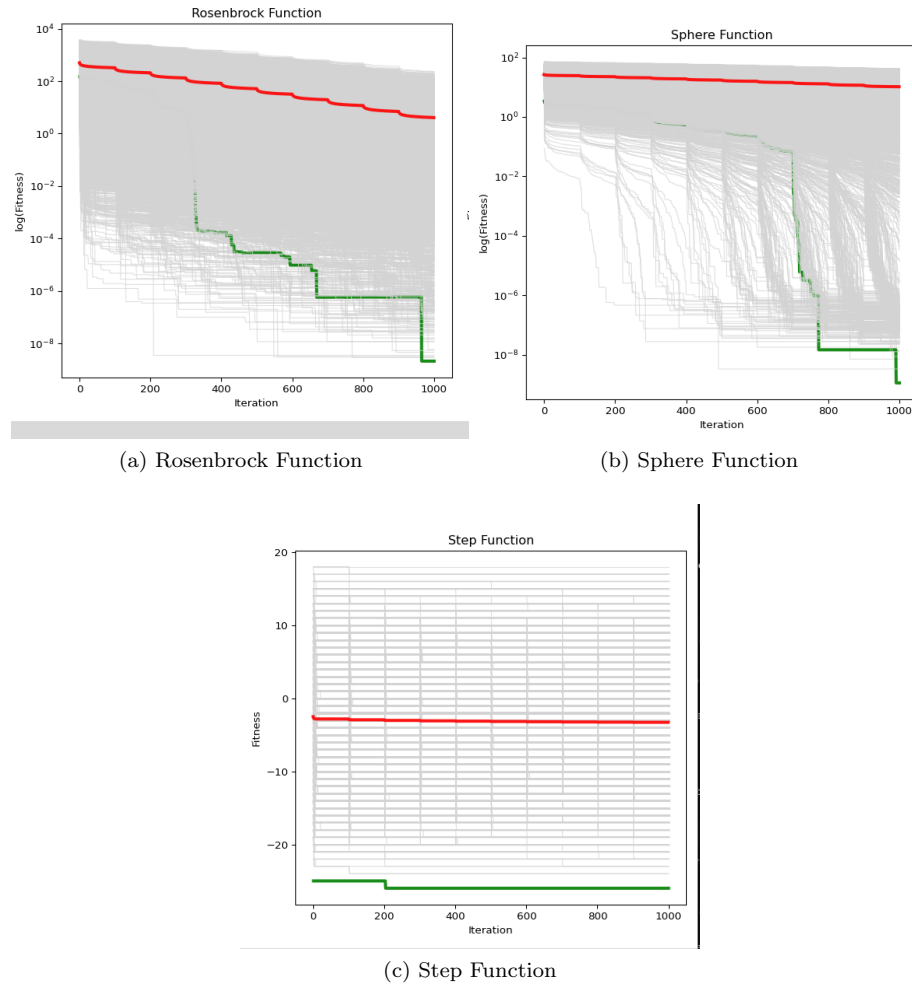 Rosenbrock Function
10^4
10^2
10^0
10^−2
10^−4
10^−6
10^−8
log(Fitness)
0 200 400 600 800 1000
Iteration
Sphere Function
10^2
10^0
10^−2
10^−4
10^−6
10^−8
log(Fitness)
0 200 400 600 800 1000
Iteration
(a) Rosenbrock Function
(b) Sphere Function
Step Function
20
10
0
−10
−20
Fitness
0 200 400 600 800 1000
Iteration
(c) Step Function